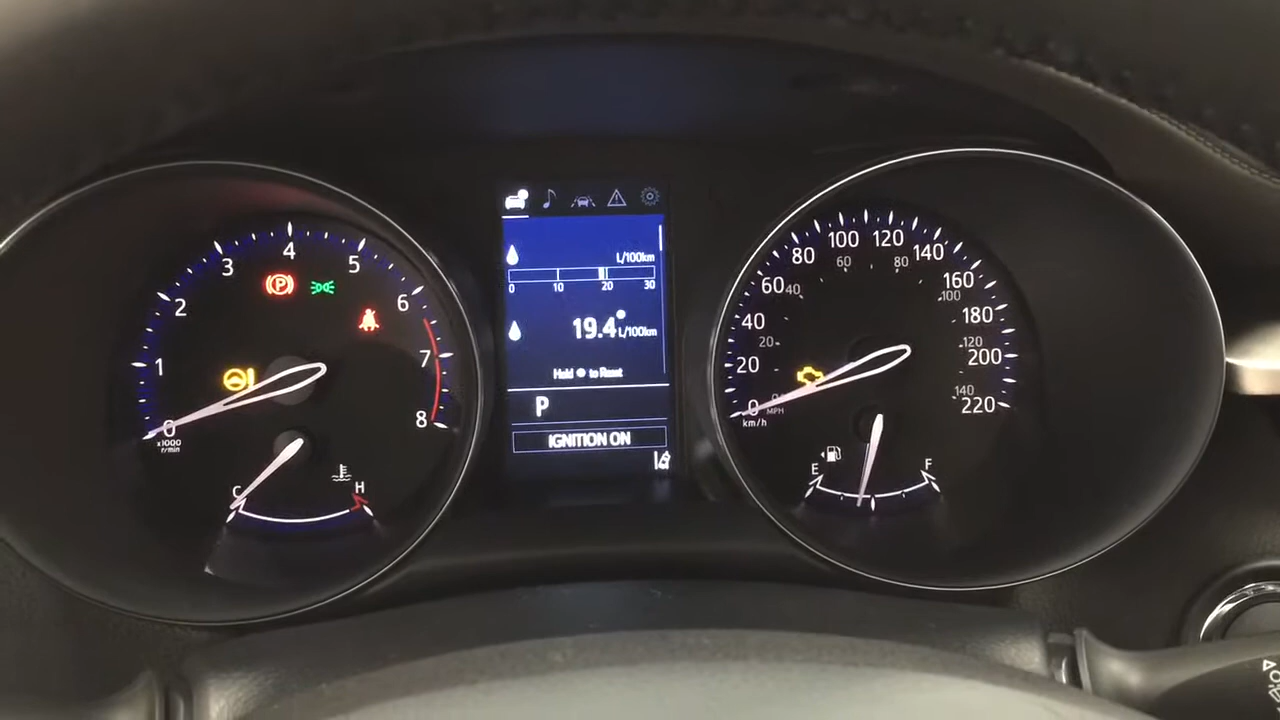 0
1
2
3
4
5
6
7
8
x1000
r/min
P
C
H
L/100km
0 10 20 30
19.4 L/100km
Hold to Reset
P
IGNITION ON
0
20
40
60
80
100
120
140
160
180
200
220
km/h
20
40
60
80
100
120
140
MPH
E
F